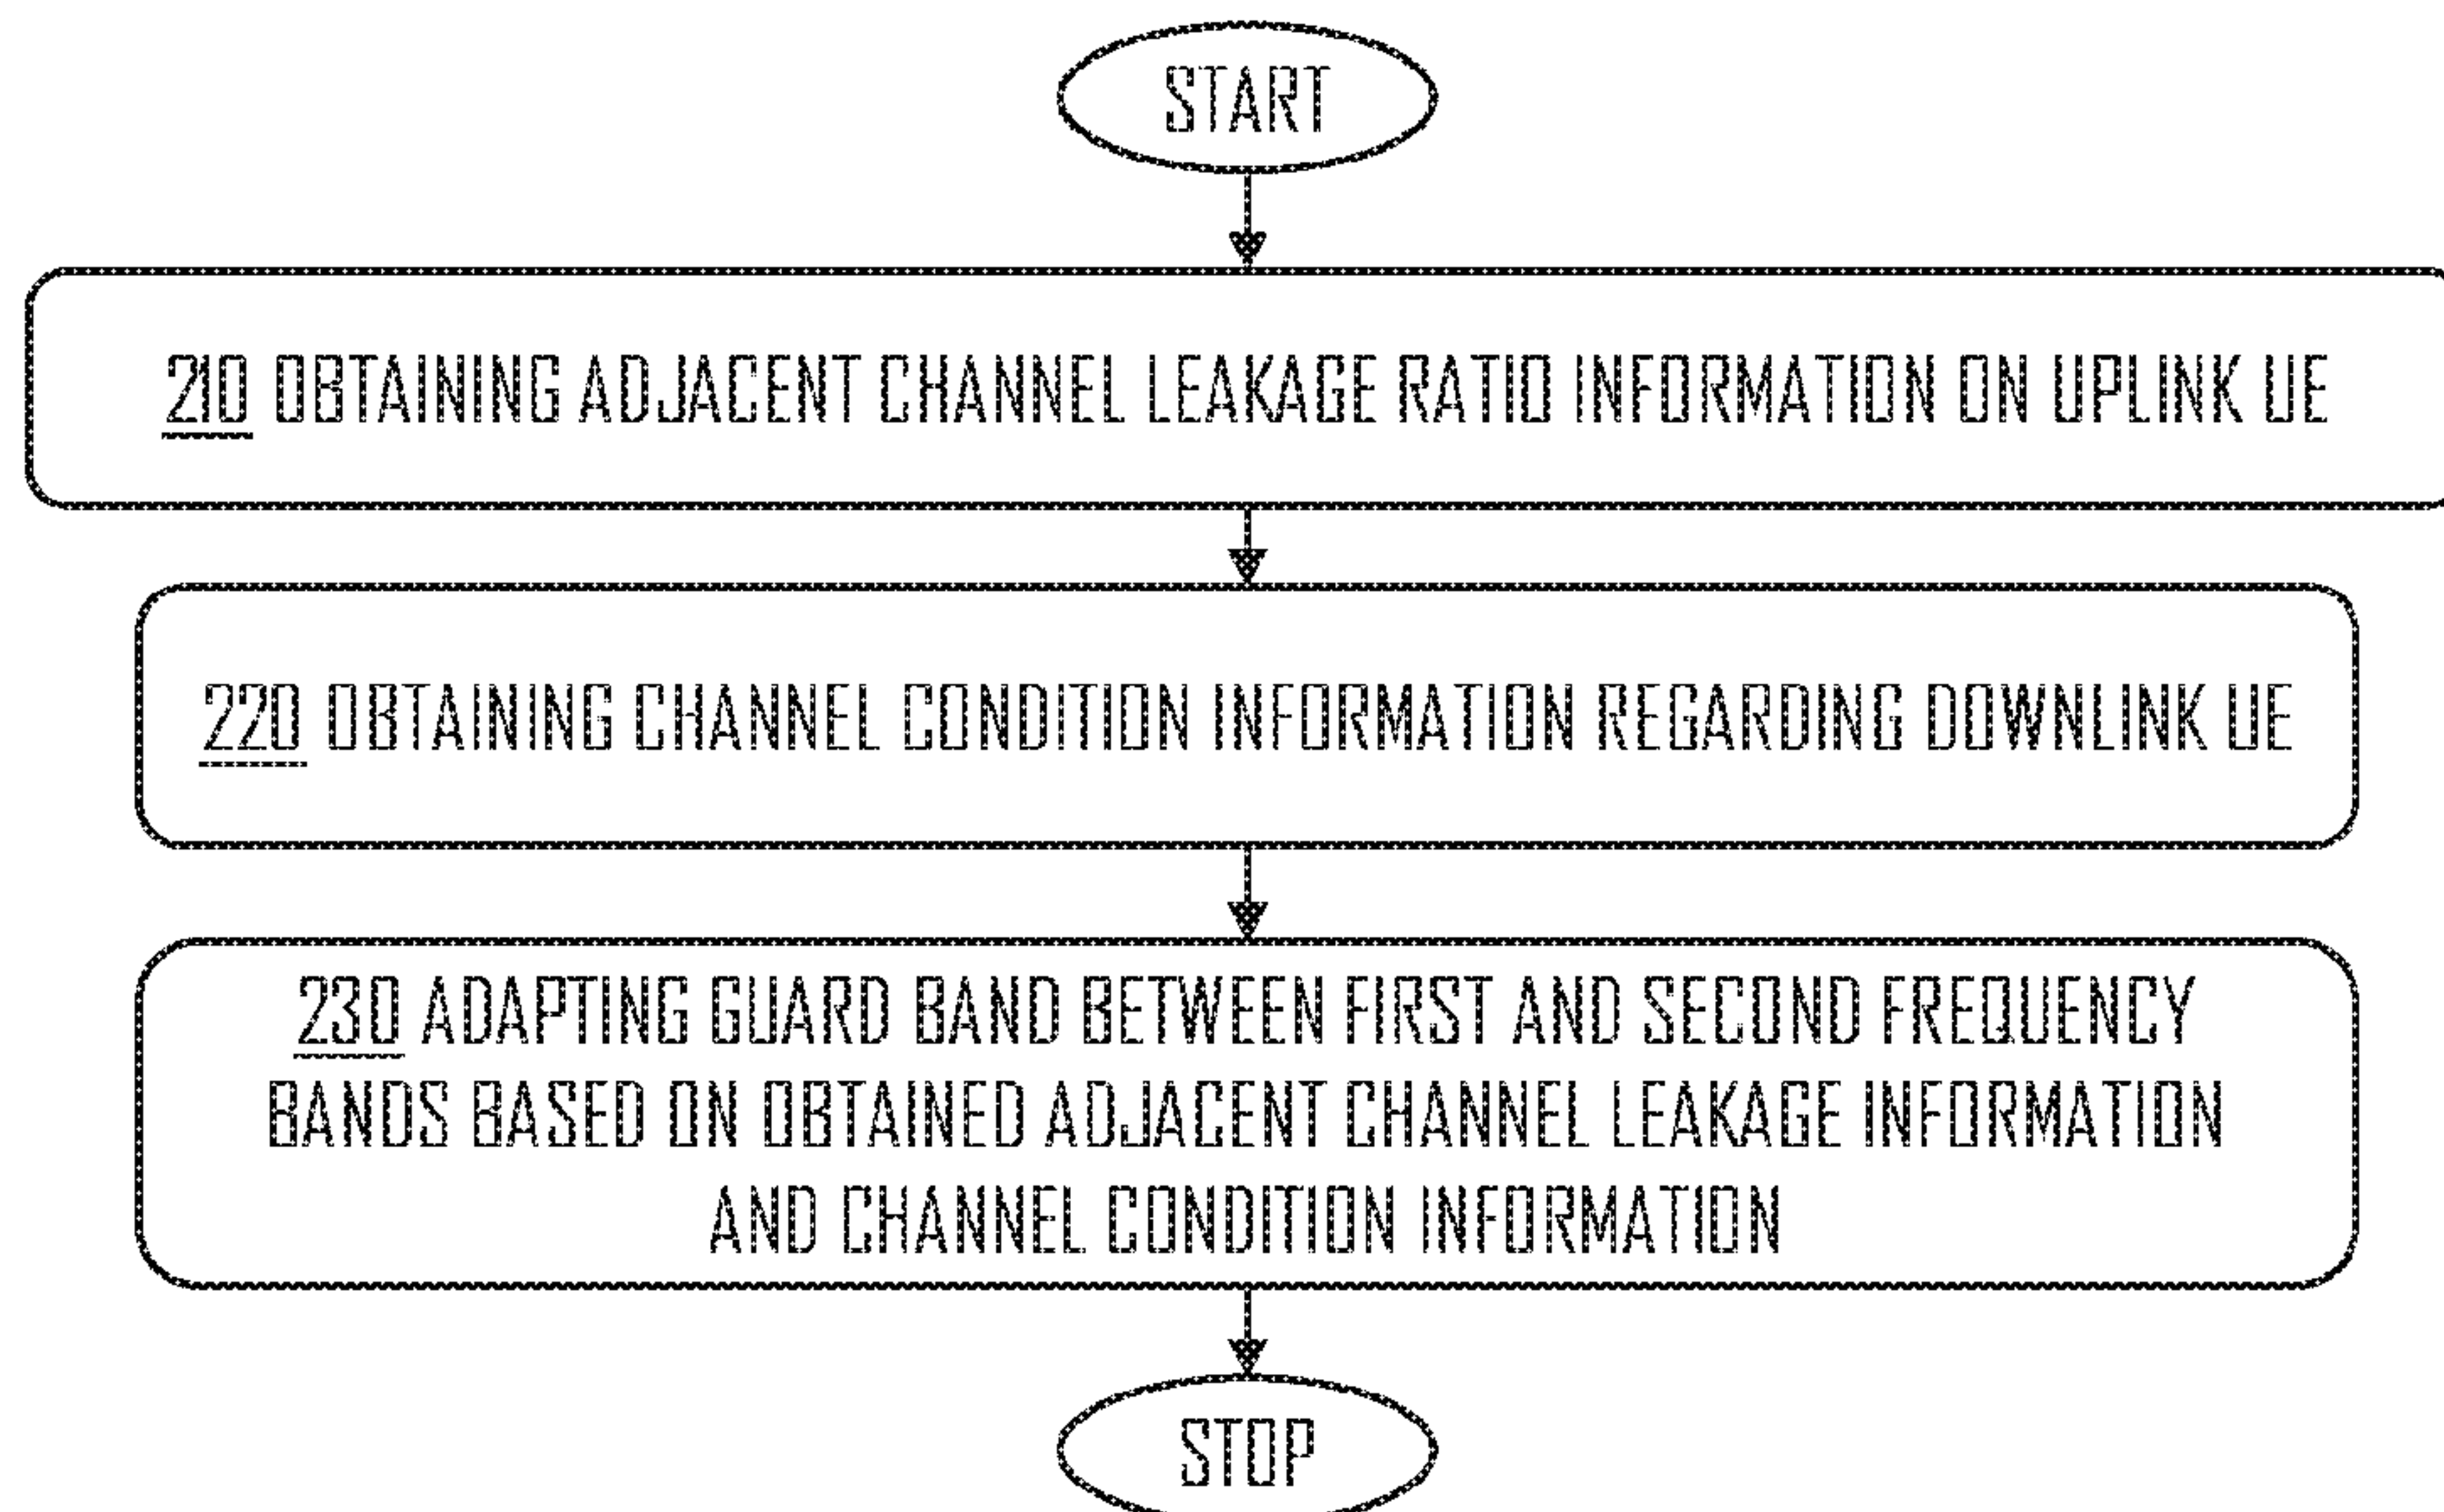 START
210 OBTAINING ADJACENT CHANNEL LEAKAGE RATIO INFORMATION ON UPLINK UE
220 OBTAINING CHANNEL CONDITION INFORMATION REGARDING DOWNLINK UE
230 ADAPTING GUARD BAND BETWEEN FIRST AND SECOND FREQUENCY
BANDS BASED ON OBTAINED ADJACENT CHANNEL LEAKAGE INFORMATION
AND CHANNEL CONDITION INFORMATION
STOP